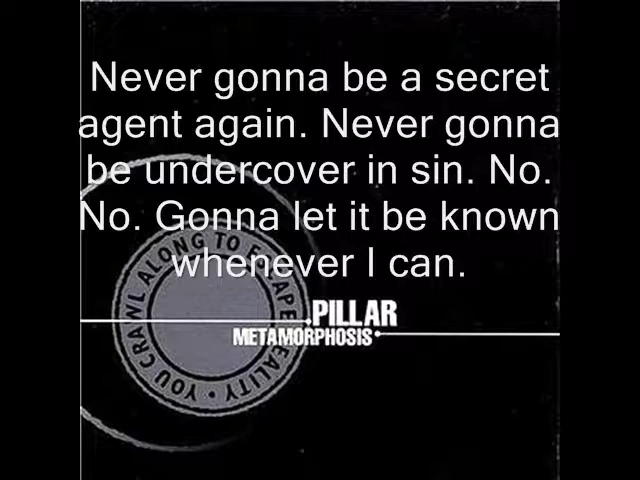 Never gonna be a secret
agent again. Never gonna
be undercover in sin. No.
No. Gonna let it be known
whenever I can.
YOU CRAWL ALONG TO ESCAPE REALITY •
PILLAR
METAMORPHOSIS